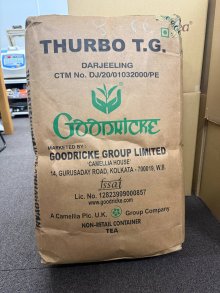 THURBO T.G.
DARJEELING
CTM No. DJ/20/01032000/PE
GOODRICKE
MARKETED BY:
GOODRICKE GROUP LIMITED
'CAMELLIA HOUSE'
14, GURUSADAY ROAD, KOLKATA - 700019, W.B.
fssai
Lic. No. 12823999000857
www.goodricke.com
A Camellia Plc. U.K. Group Company
NON-RETAIL CONTAINER
TEA